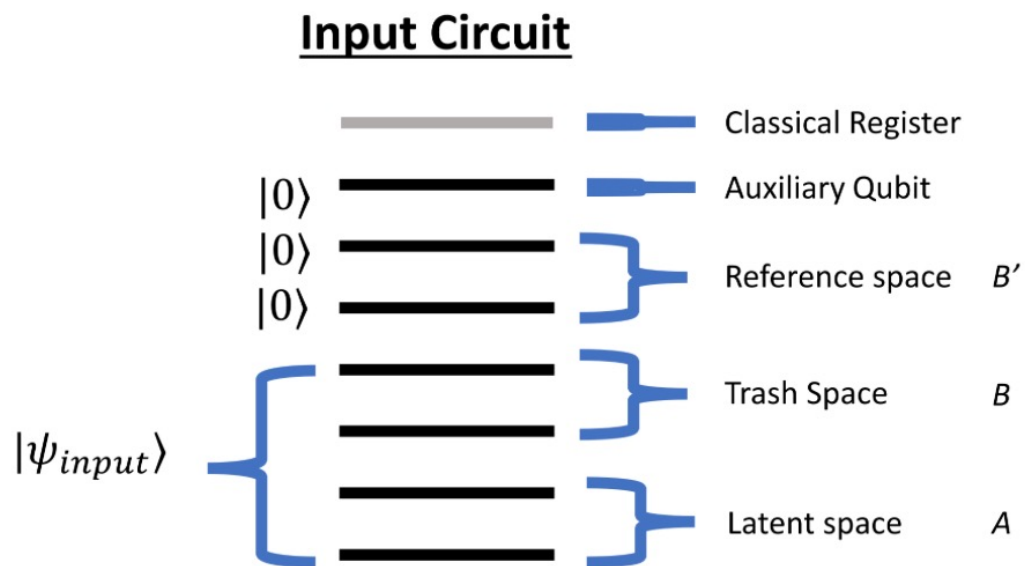 Input Circuit
Classical Register
|0⟩ Auxiliary Qubit
|0⟩
Reference space B’
|0⟩
Trash Space B
|ψ_input⟩
Latent space A